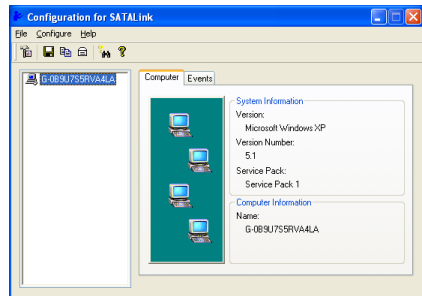 Configuration for SATALink
File Configure Help
G-0B9U7S5RVA4LA
Computer Events
System Information
Version:
Microsoft Windows XP
Version Number:
5.1
Service Pack:
Service Pack 1
Computer Information
Name:
G-0B9U7S5RVA4LA